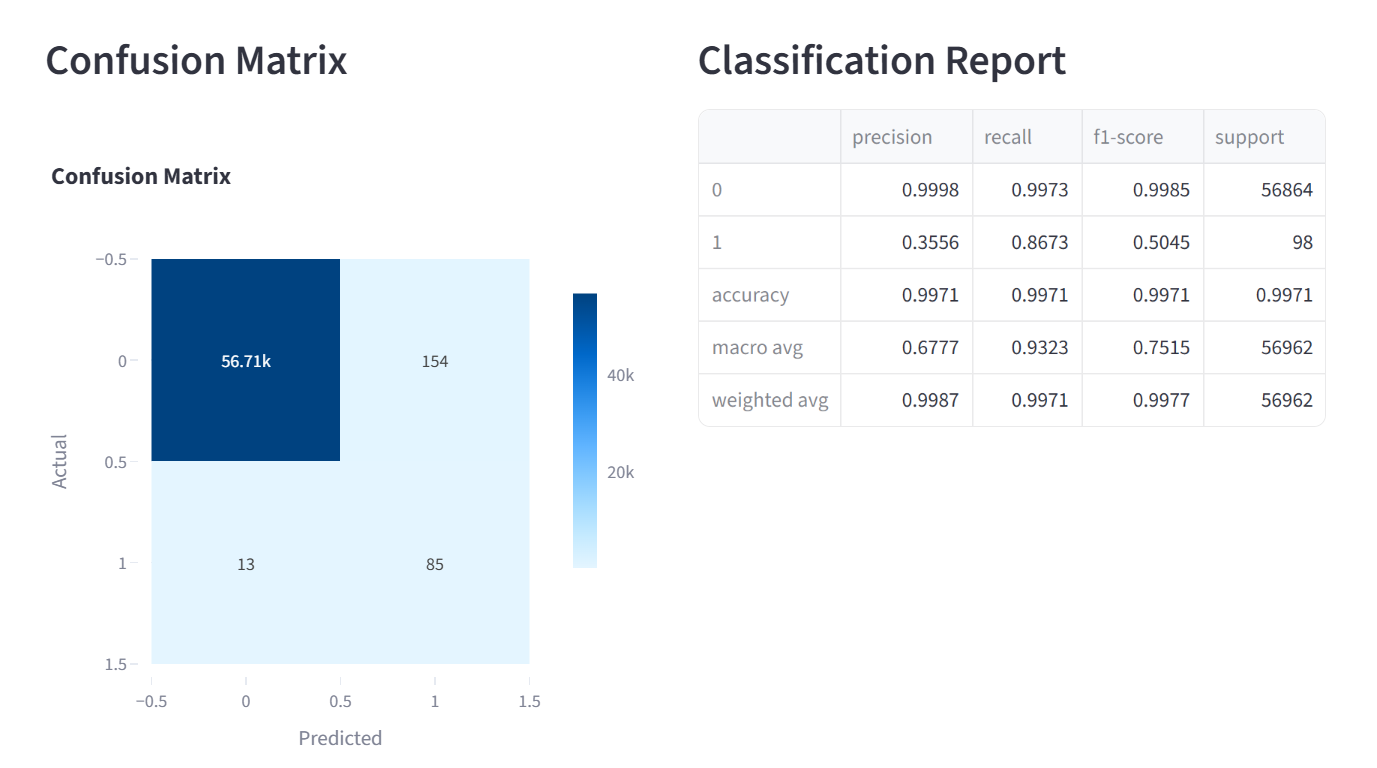 Confusion Matrix
Confusion Matrix
−0.5
0
0.5
1
1.5
Actual
56.71k
154
13
85
−0.5
0
0.5
1
1.5
Predicted
40k
20k
Classification Report
precision recall f1-score support
0 0.9998 0.9973 0.9985 56864
1 0.3556 0.8673 0.5045 98
accuracy 0.9971 0.9971 0.9971 0.9971
macro avg 0.6777 0.9323 0.7515 56962
weighted avg 0.9987 0.9971 0.9977 56962